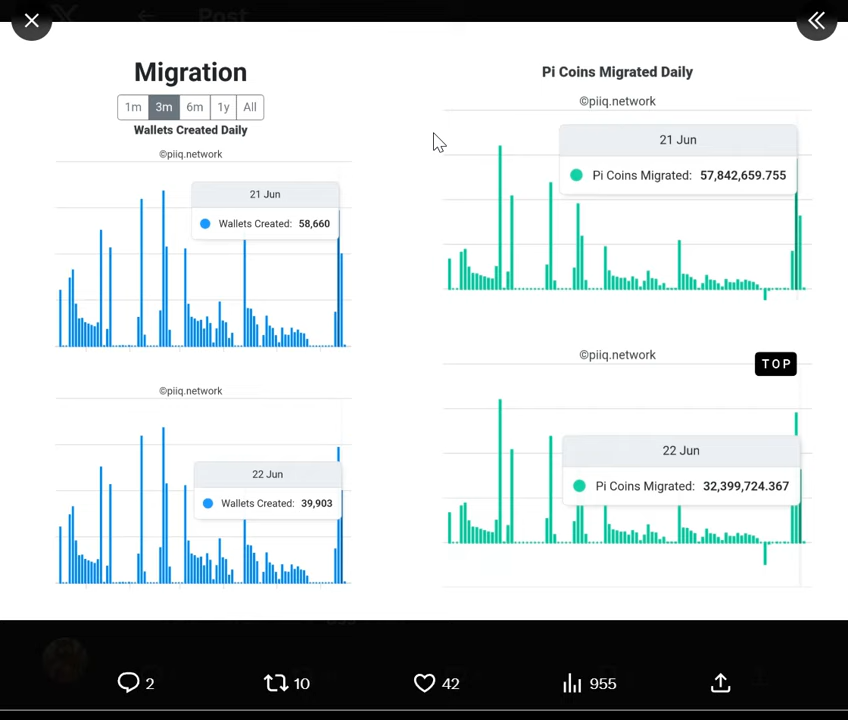 Post
Migration
1m 3m 6m 1y All
Wallets Created Daily
©piiq.network
21 Jun
Wallets Created: 58,660
©piiq.network
22 Jun
Wallets Created: 39,903
Pi Coins Migrated Daily
©piiq.network
21 Jun
Pi Coins Migrated: 57,842,659.755
©piiq.network
TOP
22 Jun
Pi Coins Migrated: 32,399,724.367
2 10 42 955